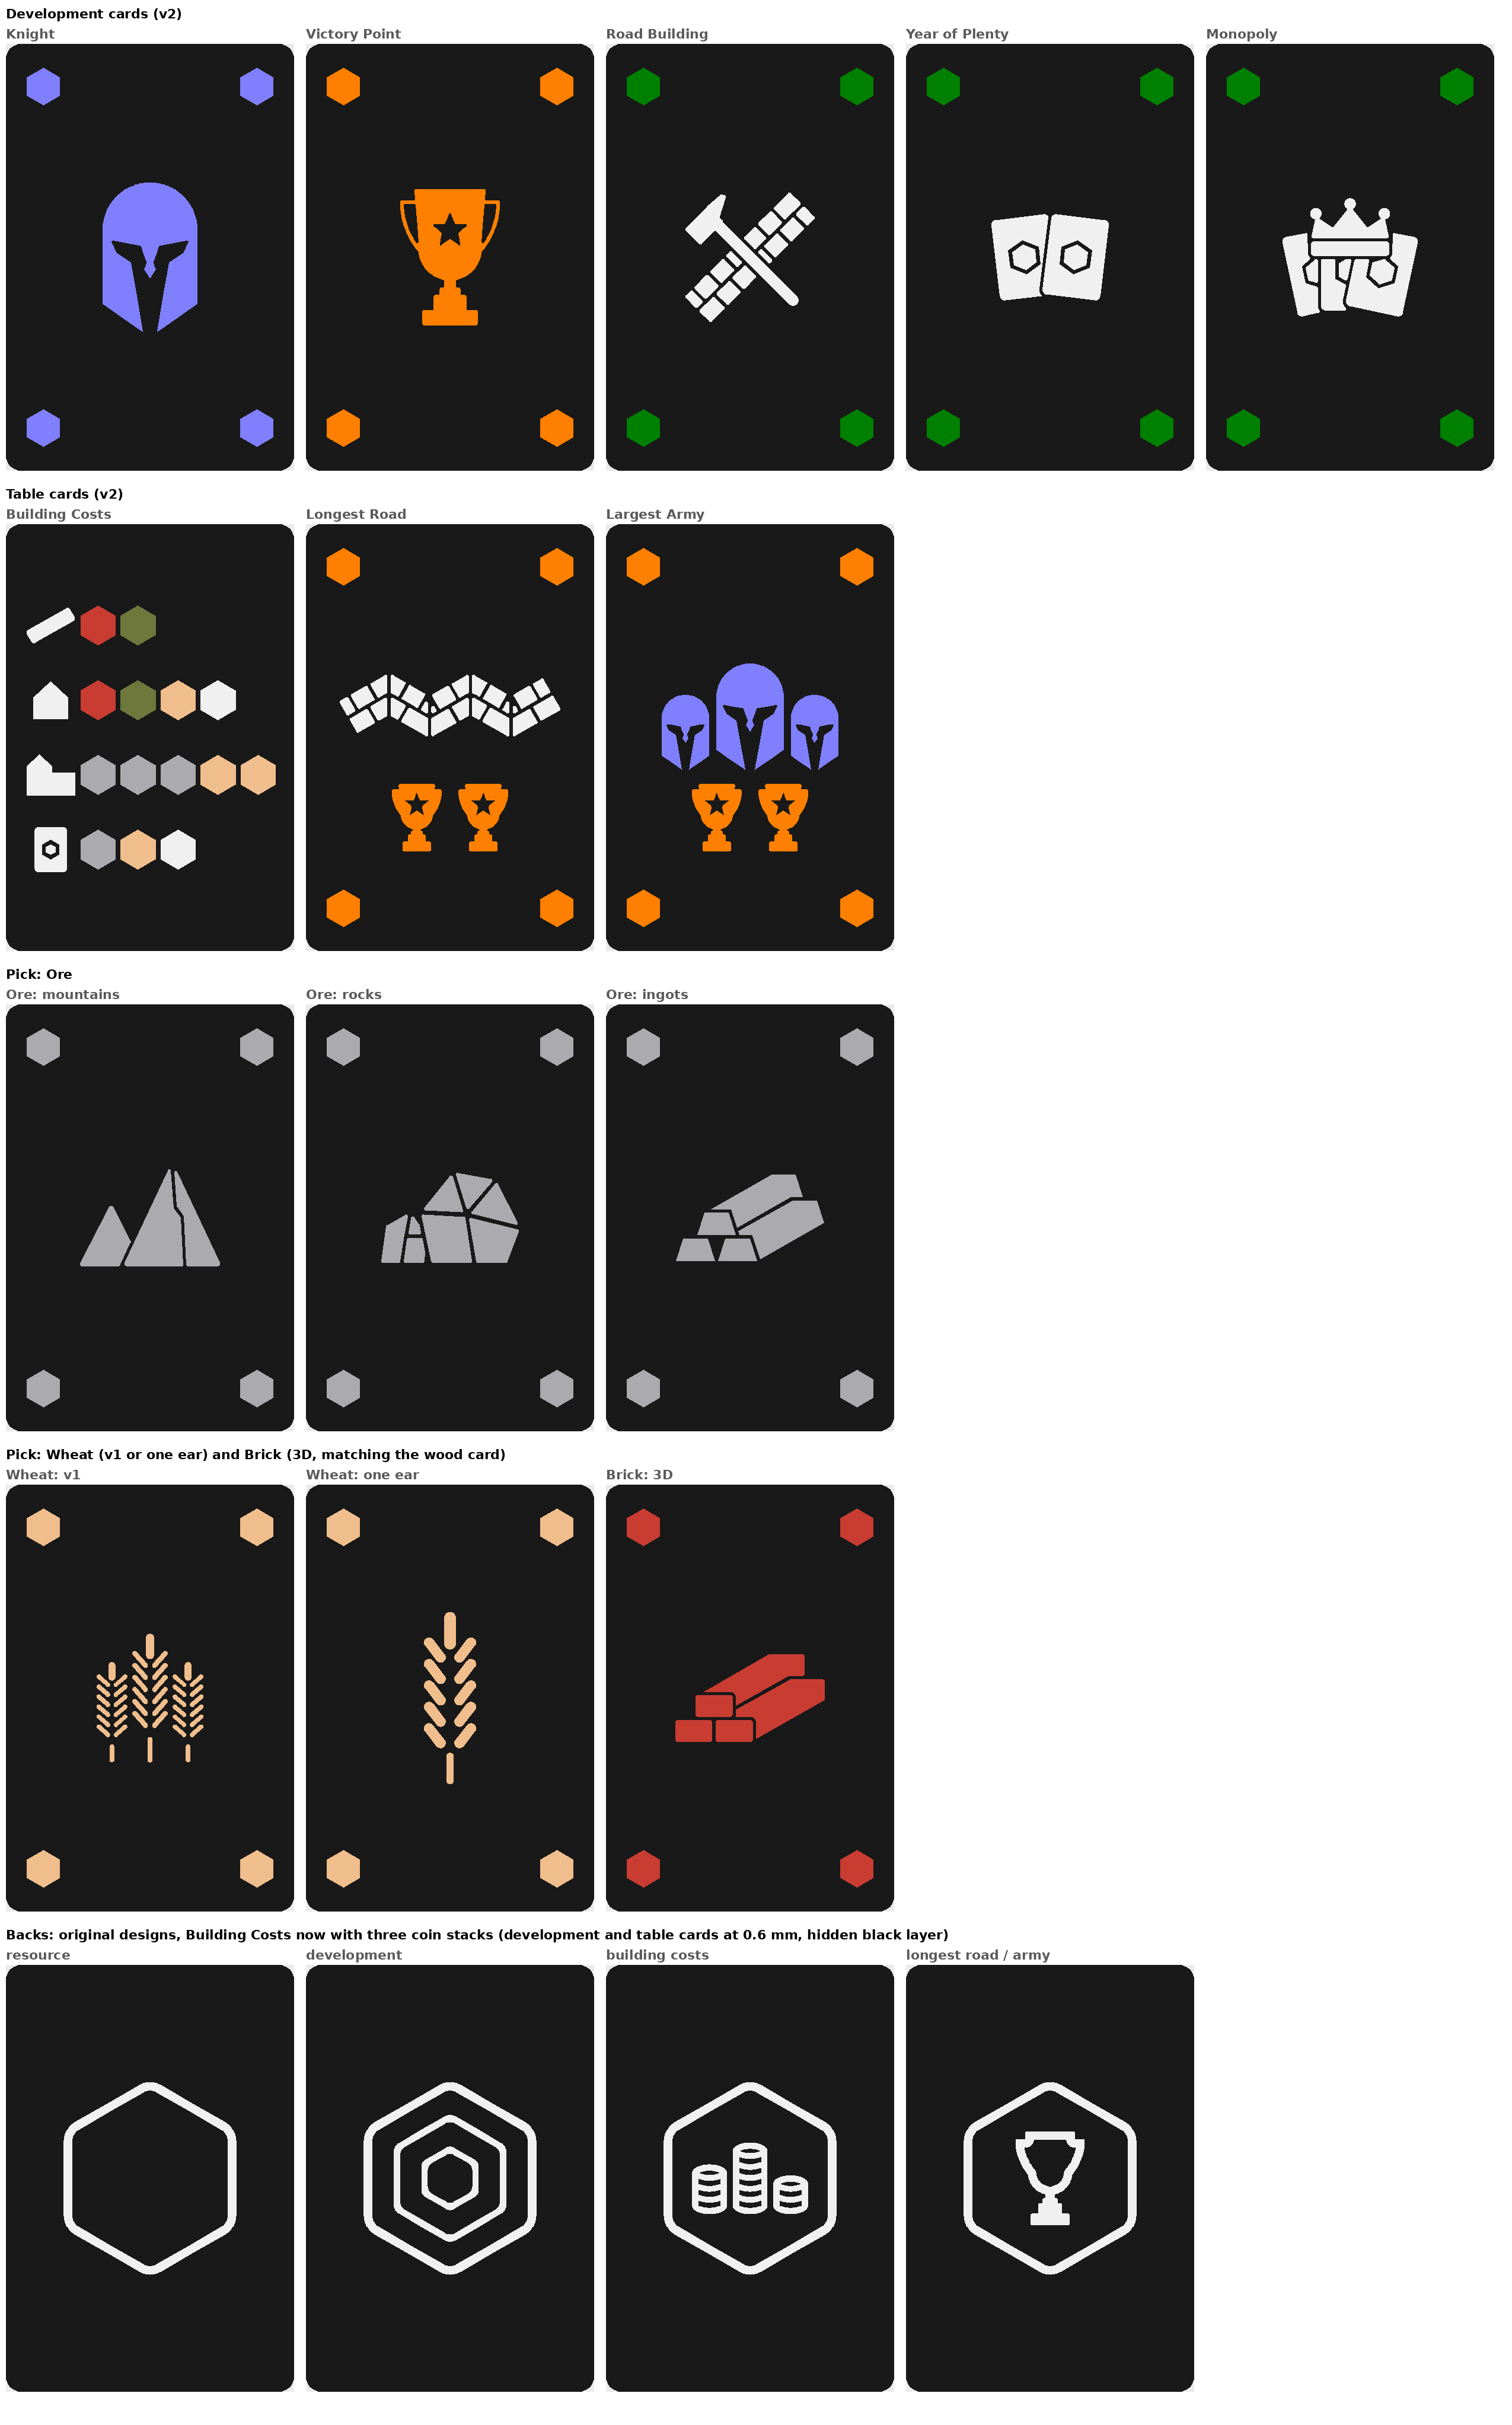 Development cards (v2)
Knight
Victory Point
Road Building
Year of Plenty
Monopoly
Table cards (v2)
Building Costs
Longest Road
Largest Army
Pick: Ore
Ore: mountains
Ore: rocks
Ore: ingots
Pick: Wheat (v1 or one ear) and Brick (3D, matching the wood card)
Wheat: v1
Wheat: one ear
Brick: 3D
Backs: original designs, Building Costs now with three coin stacks (development and table cards at 0.6 mm, hidden black layer)
resource
development
building costs
longest road / army